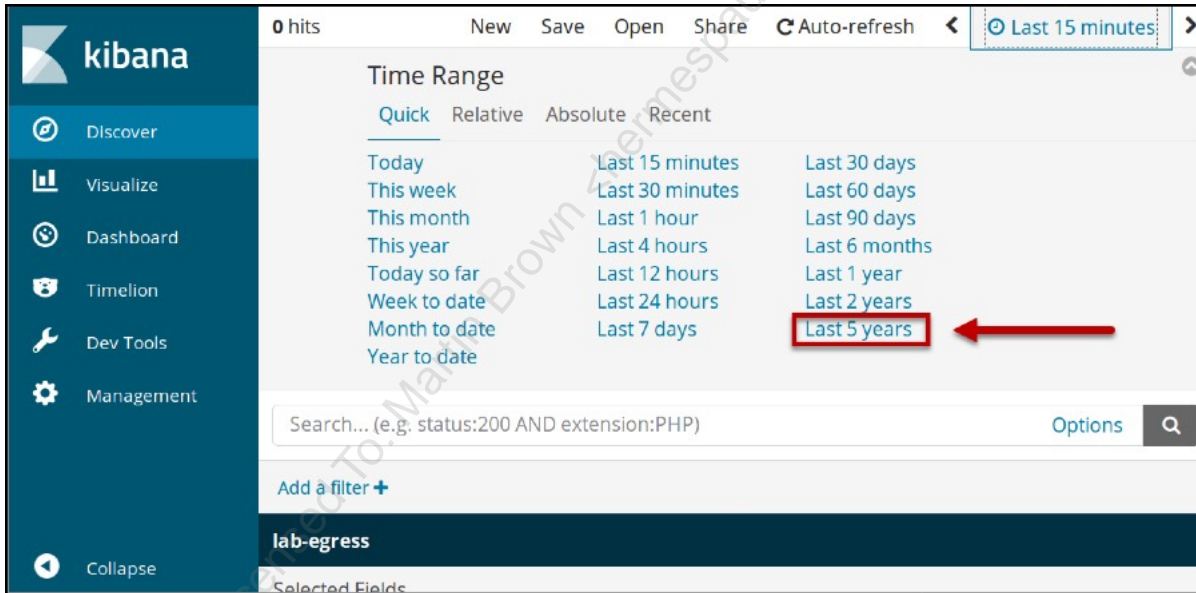 kibana
Discover
Visualize
Dashboard
Timelion
Dev Tools
Management
Collapse
0 hits New Save Open Share Auto-refresh Last 15 minutes
Time Range
Quick Relative Absolute Recent
Today Last 15 minutes Last 30 days
This week Last 30 minutes Last 60 days
This month Last 1 hour Last 90 days
This year Last 4 hours Last 6 months
Today so far Last 12 hours Last 1 year
Week to date Last 24 hours Last 2 years
Month to date Last 7 days Last 5 years
Year to date
Search... (e.g. status:200 AND extension:PHP) Options
Add a filter +
lab-egress
Selected Fields
ensed To: Martin Brown <hermespau